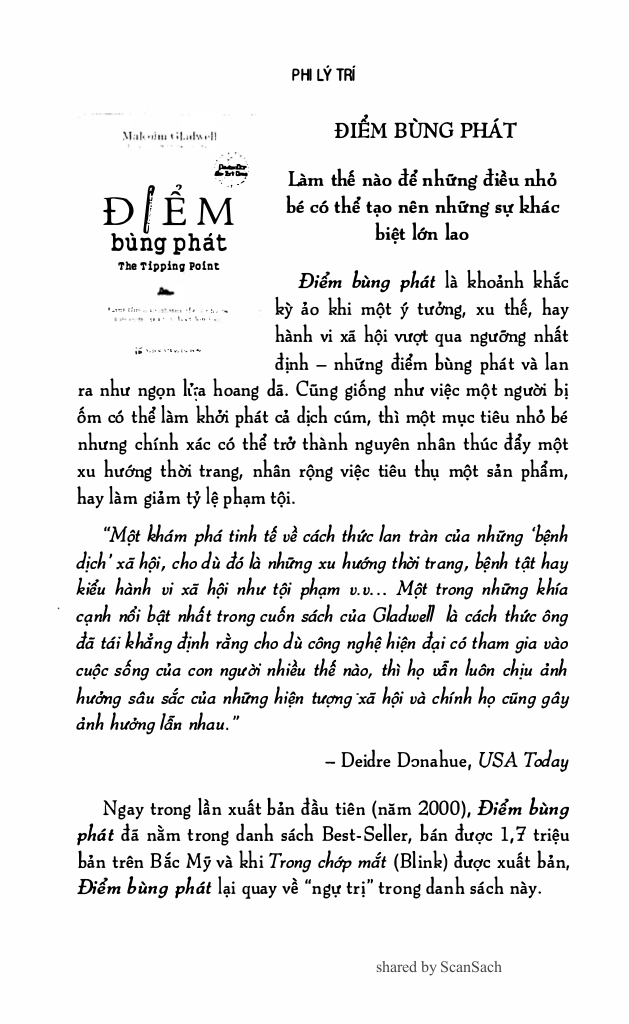 PHI LÝ TRÍ
Malcolm Gladwell
ĐIỂM
bùng phát
The Tipping Point
ĐIỂM BÙNG PHÁT
Làm thế nào để những điều nhỏ
bé có thể tạo nên những sự khác
biệt lớn lao
Điểm bùng phát là khoảnh khắc
kỳ ảo khi một ý tưởng, xu thế, hay
hành vi xã hội vượt qua ngưỡng nhất
định – những điểm bùng phát và lan
ra như ngọn lửa hoang dã. Cũng giống như việc một người bị
ốm có thể làm khởi phát cả dịch cúm, thì một mục tiêu nhỏ bé
nhưng chính xác có thể trở thành nguyên nhân thúc đẩy một
xu hướng thời trang, nhân rộng việc tiêu thụ một sản phẩm,
hay làm giảm tỷ lệ phạm tội.
“Một khám phá tinh tế về cách thức lan tràn của những ‘bệnh
dịch’ xã hội, cho dù đó là những xu hướng thời trang, bệnh tật hay
kiểu hành vi xã hội như tội phạm v.v... Một trong những khía
cạnh nổi bật nhất trong cuốn sách của Gladwell là cách thức ông
đã tái khẳng định rằng cho dù công nghệ hiện đại có tham gia vào
cuộc sống của con người nhiều thế nào, thì họ vẫn luôn chịu ảnh
hưởng sâu sắc của những hiện tượng xã hội và chính họ cũng gây
ảnh hưởng lẫn nhau.”
– Deidre Donahue, USA Today
Ngay trong lần xuất bản đầu tiên (năm 2000), Điểm bùng
phát đã nằm trong danh sách Best-Seller, bán được 1,7 triệu
bản trên Bắc Mỹ và khi Trong chớp mắt (Blink) được xuất bản,
Điểm bùng phát lại quay về “ngự trị” trong danh sách này.
shared by ScanSach